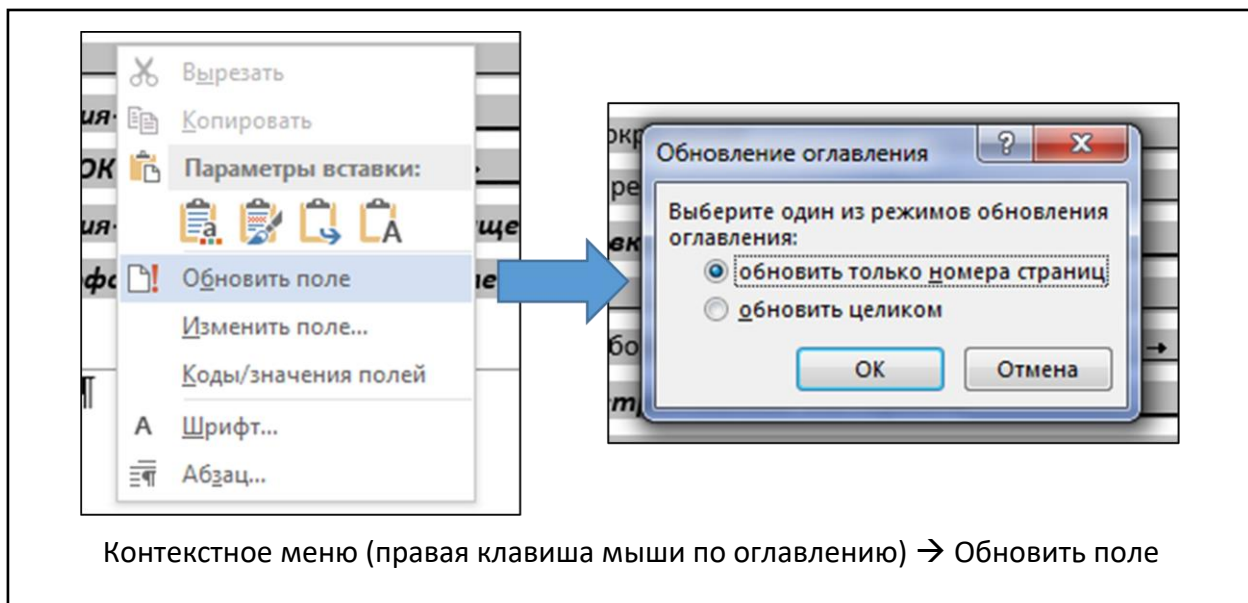 Вырезать
Копировать
Параметры вставки:
Обновить поле
Изменить поле...
Коды/значения полей
А Шрифт...
Абзац...
Обновление оглавления
Выберите один из режимов обновления
оглавления:
обновить только номера страниц
обновить целиком
ОК Отмена
Контекстное меню (правая клавиша мыши по оглавлению) → Обновить поле